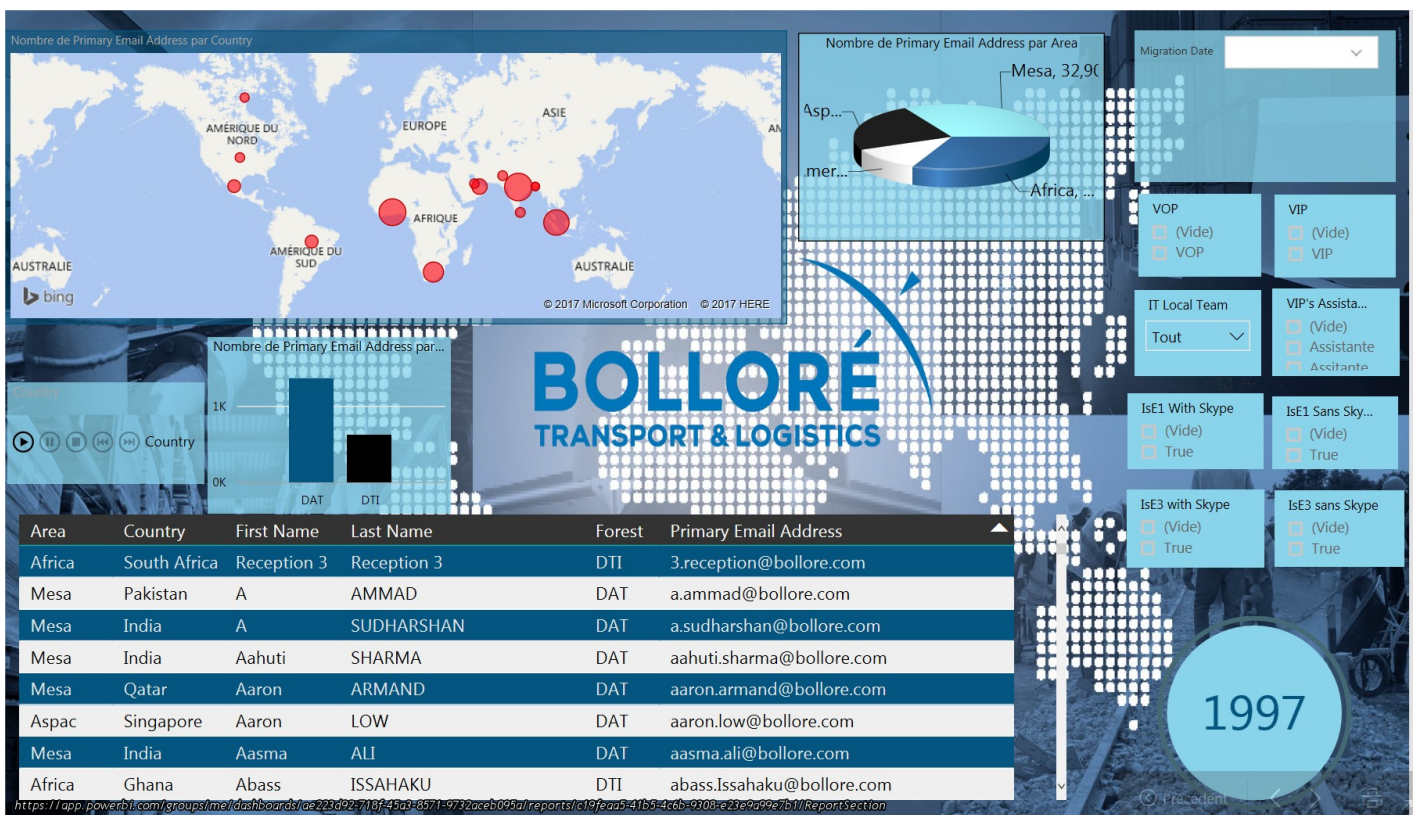 Nombre de Primary Email Address par Country
AMÉRIQUE DU
NORD
EUROPE
ASIE
AFRIQUE
AMÉRIQUE DU
SUD
AUSTRALIE
AUSTRALIE
bing
© 2017 Microsoft Corporation © 2017 HERE
Nombre de Primary Email Address par Area
Mesa, 32,90
Asp...
mer...
Africa, ...
Migration Date
VOP
(Vide)
VOP
VIP
(Vide)
VIP
IT Local Team
Tout
VIP's Assista...
(Vide)
Assistante
Assitante
IsE1 With Skype
(Vide)
True
IsE1 Sans Sky...
(Vide)
True
IsE3 with Skype
(Vide)
True
IsE3 sans Skype
(Vide)
True
Country
Country
Nombre de Primary Email Address par...
1K
0K
DAT DTI
BOLLORÉ
TRANSPORT & LOGISTICS
Area Country First Name Last Name Forest Primary Email Address
Africa South Africa Reception 3 Reception 3 DTI 3.reception@bollore.com
Mesa Pakistan A AMMAD DAT a.ammad@bollore.com
Mesa India A SUDHARSHAN DAT a.sudharshan@bollore.com
Mesa India Aahuti SHARMA DAT aahuti.sharma@bollore.com
Mesa Qatar Aaron ARMAND DAT aaron.armand@bollore.com
Aspac Singapore Aaron LOW DAT aaron.low@bollore.com
Mesa India Aasma ALI DAT aasma.ali@bollore.com
Africa Ghana Abass ISSAHAKU DTI abass.Issahaku@bollore.com
https://app.powerbi.com/groups/me/dashboards/ae223d92-718f-45a3-8571-9732aceb095a/reports/c19feaa5-41b5-4c6b-9308-e23e9a99e7b1/ReportSection
1997
Précédent